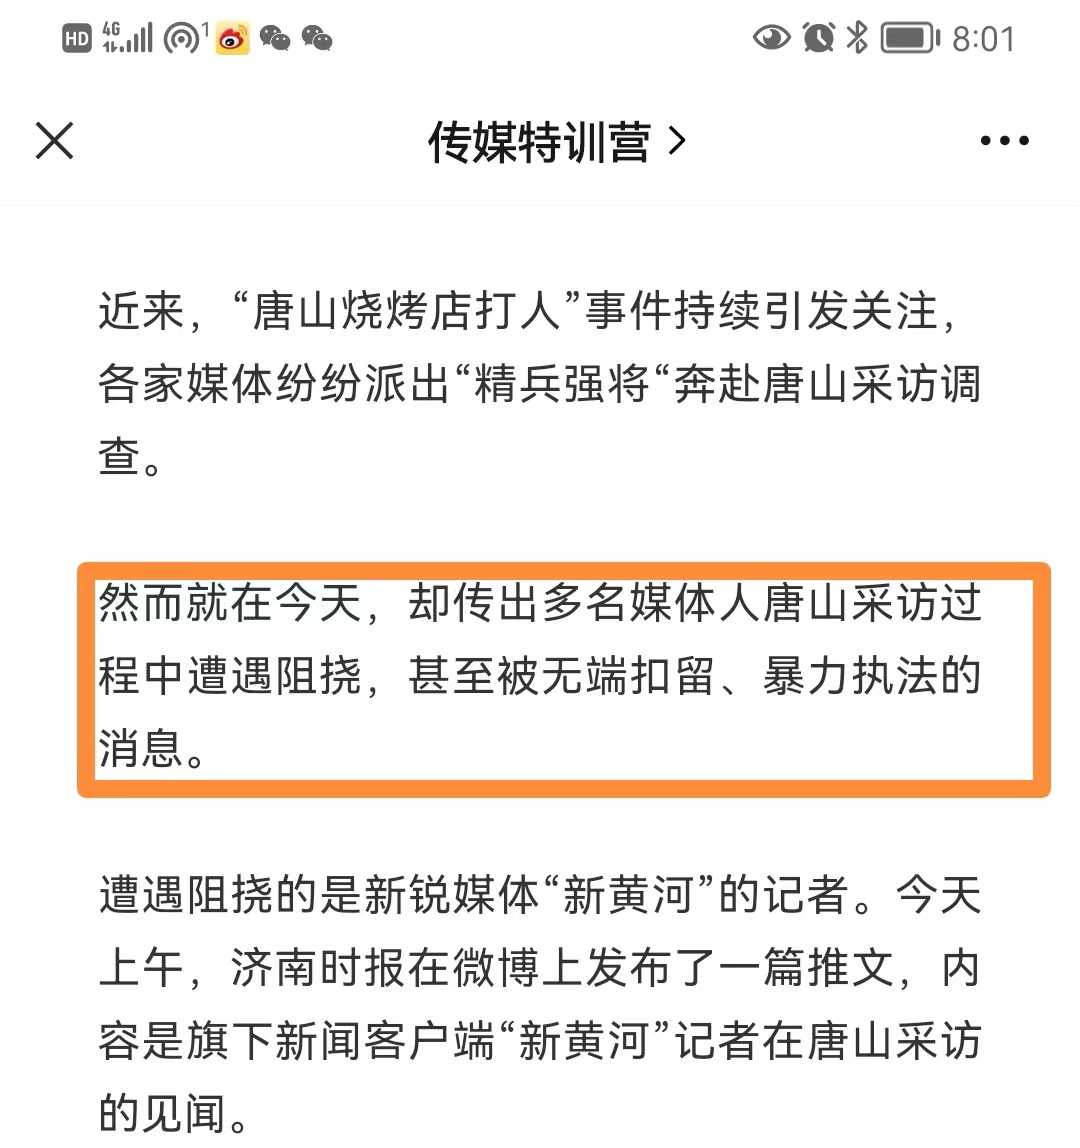 HD 4G 1 8:01
传媒特训营
近来，“唐山烧烤店打人”事件持续引发关注，
各家媒体纷纷派出“精兵强将“奔赴唐山采访调
查。
然而就在今天，却传出多名媒体人唐山采访过
程中遭遇阻挠，甚至被无端扣留、暴力执法的
消息。
遭遇阻挠的是新锐媒体“新黄河”的记者。今天
上午，济南时报在微博上发布了一篇推文，内
容是旗下新闻客户端“新黄河”记者在唐山采访
的见闻。